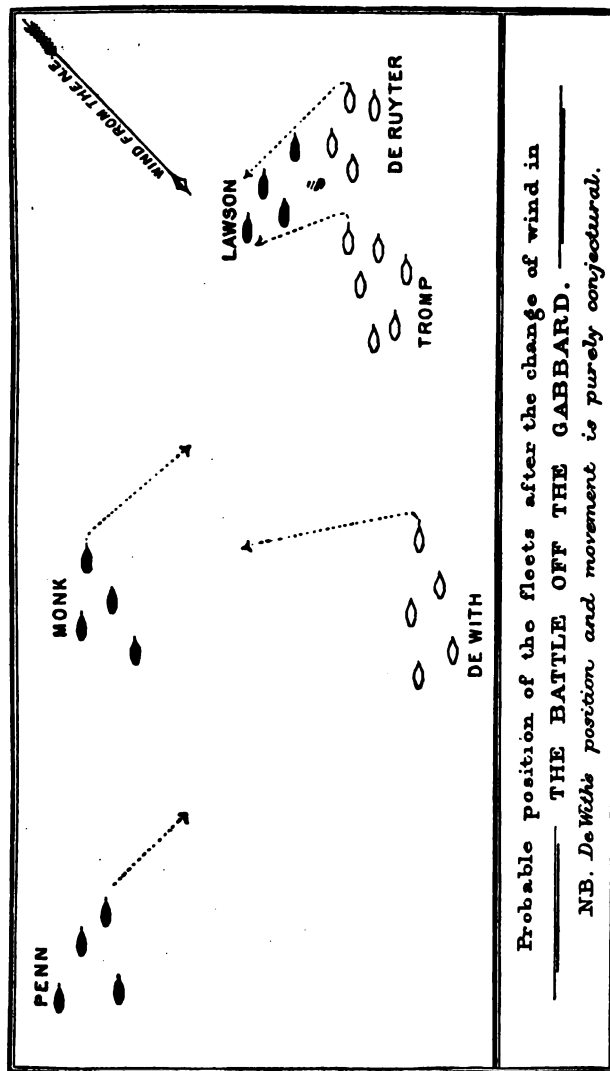 WIND FROM THE N.E.
PENN
MONK
LAWSON
DE WITH
TROMP
DE RUYTER
Probable position of the fleets after the change of wind in
THE BATTLE OFF THE GABBARD.
NB. De With's position and movement is purely conjectural.